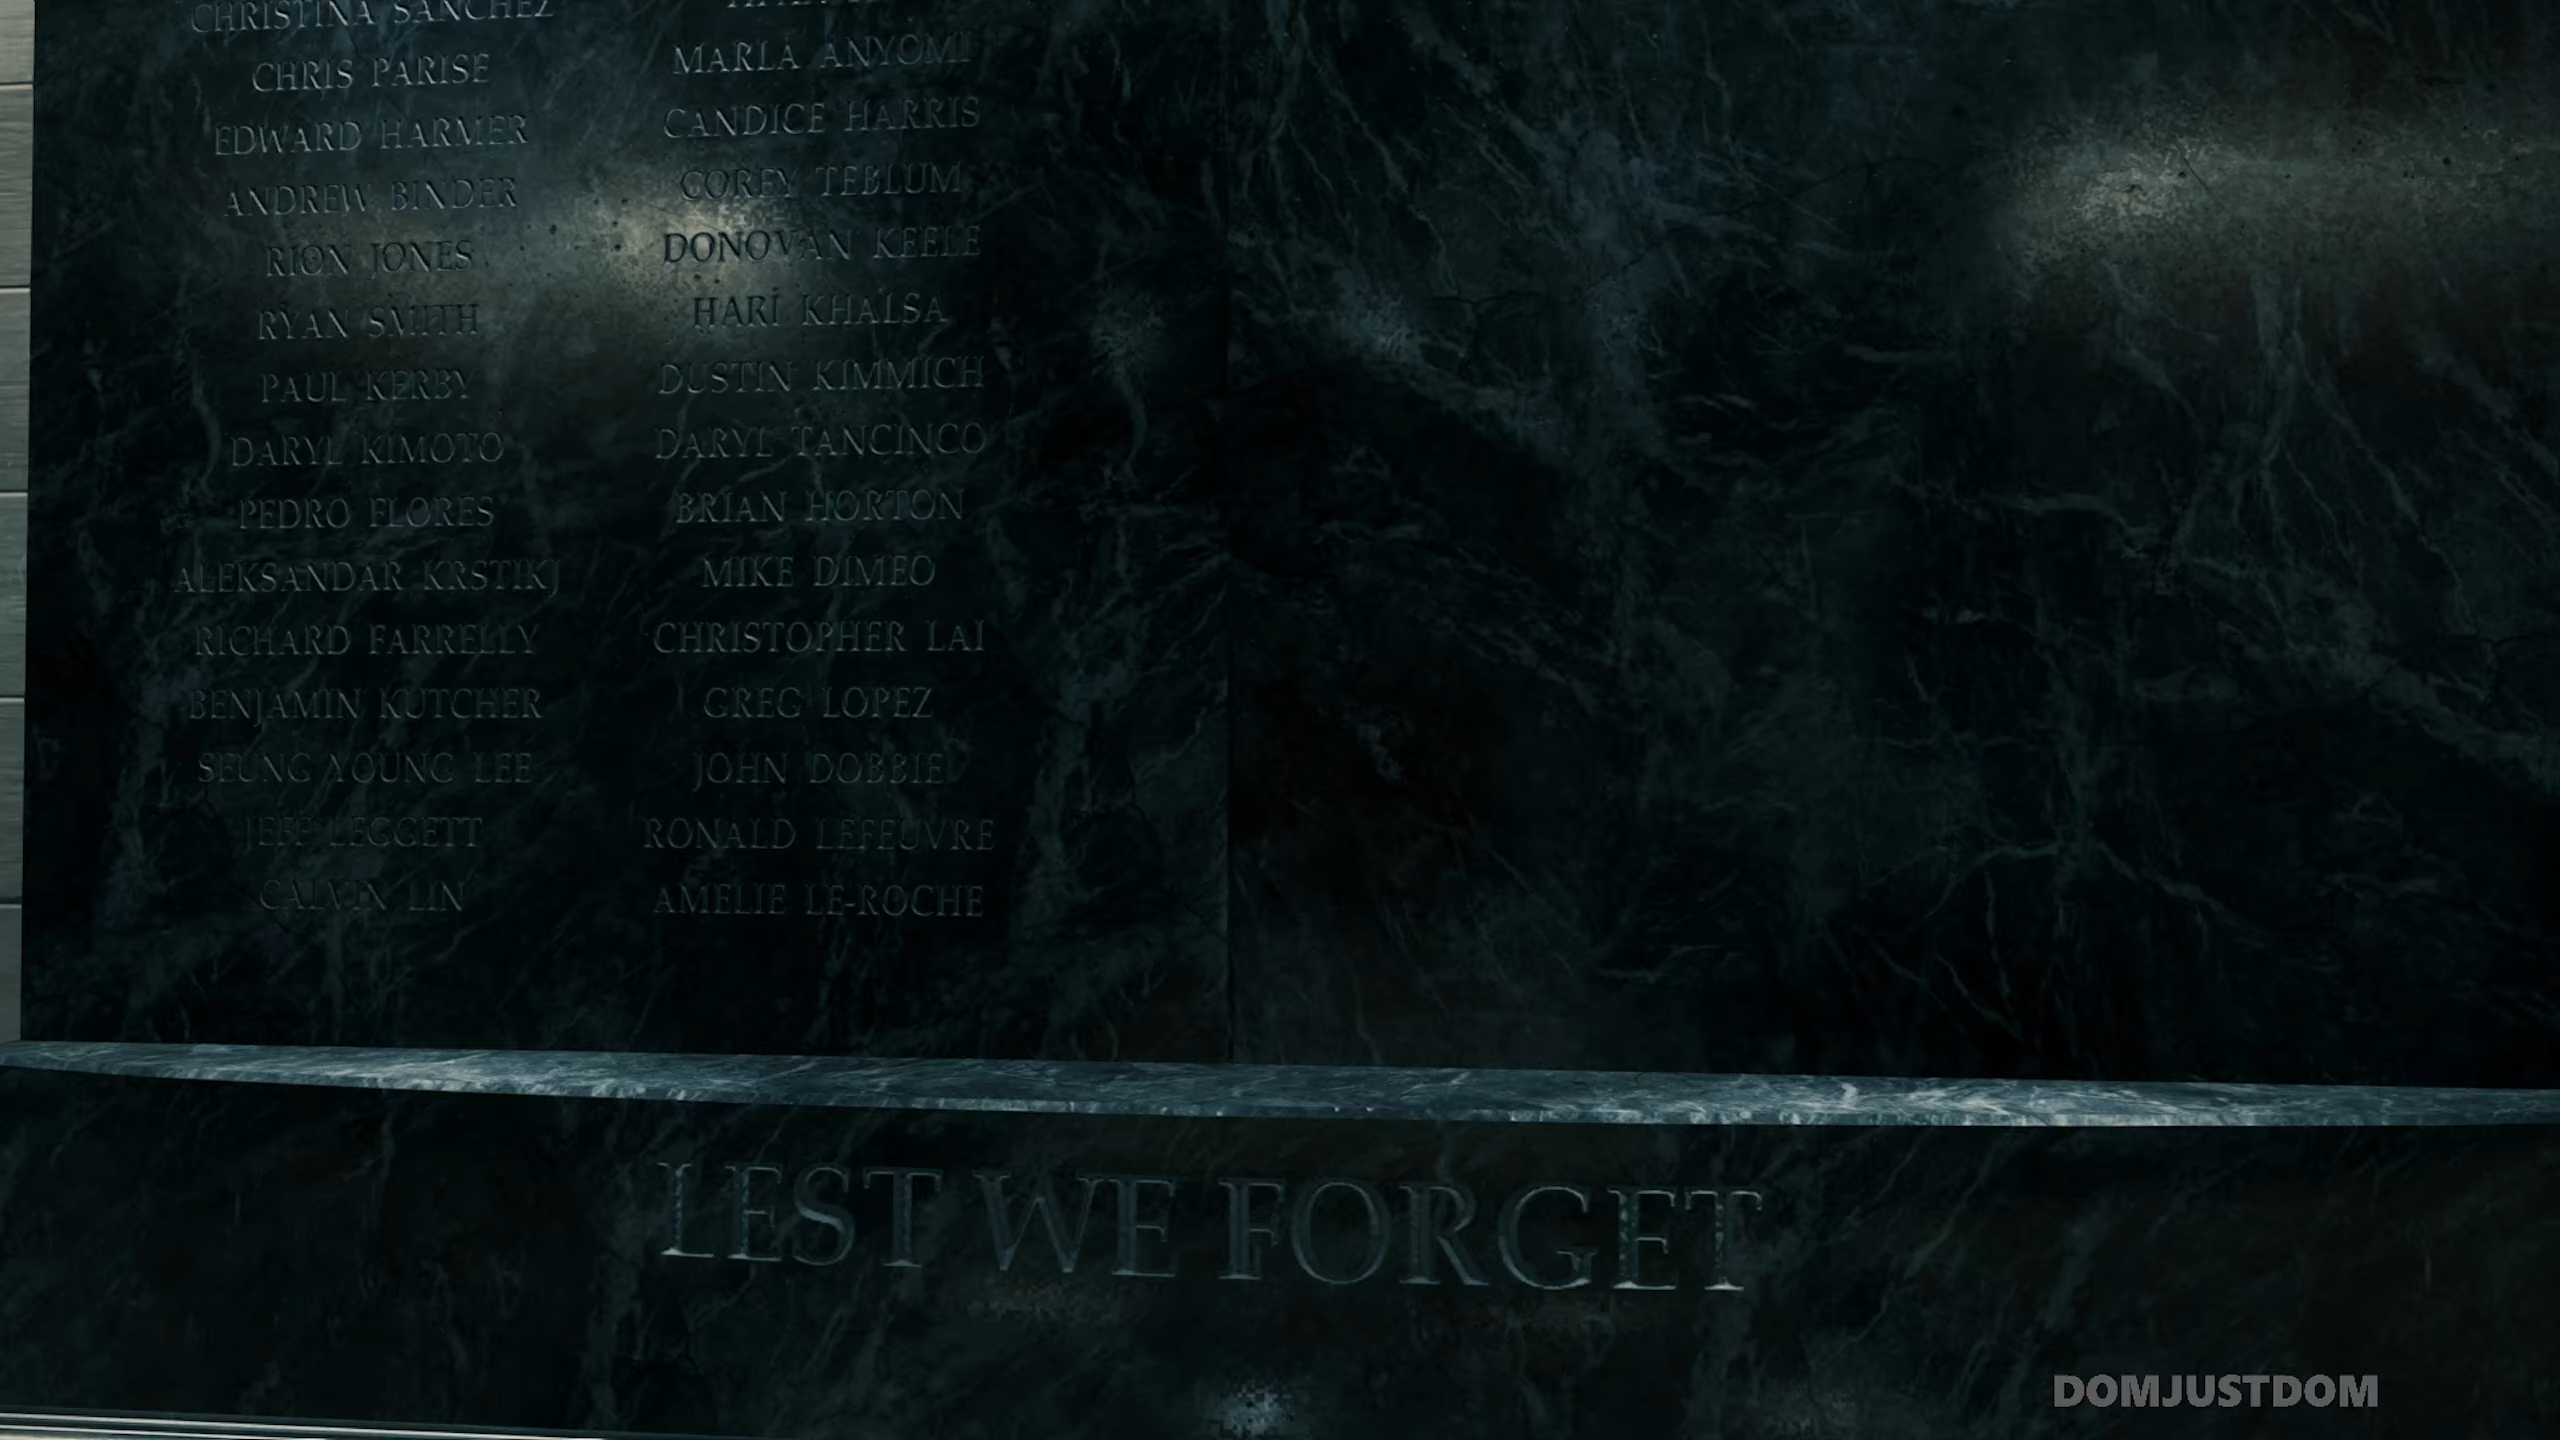 CHRISTINA SANCHEZ
CHRIS PARISE
EDWARD HARMER
ANDREW BINDER
RION JONES
RYAN SMITH
PAUL KERBY
DARYL KIMOTO
PEDRO FLORES
ALEKSANDAR KRSTIKJ
RICHARD FARRELLY
BENJAMIN KUTCHER
SEUNG YOUNG LEE
JEFF LEGGETT
CALVIN LIN
MARLA ANYOMI
CANDICE HARRIS
COREY TEBLUM
DONOVAN KEELE
HARI KHALSA
DUSTIN KIMMICH
DARYL TANCINCO
BRIAN HORTON
MIKE DIMEO
CHRISTOPHER LAI
GREG LOPEZ
JOHN DOBBIE
RONALD LEFEUVRE
AMELIE LE-ROCHE
LEST WE FORGET
DOMJUSTDOM